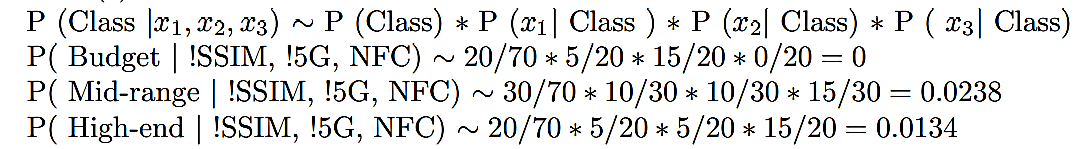 P (Class |x₁, x₂, x₃) ∼ P (Class) ∗ P (x₁| Class ) ∗ P (x₂| Class) ∗ P ( x₃| Class)
P( Budget | !SSIM, !5G, NFC) ∼ 20/70 ∗ 5/20 ∗ 15/20 ∗ 0/20 = 0
P( Mid-range | !SSIM, !5G, NFC) ∼ 30/70 ∗ 10/30 ∗ 10/30 ∗ 15/30 = 0.0238
P( High-end | !SSIM, !5G, NFC) ∼ 20/70 ∗ 5/20 ∗ 5/20 ∗ 15/20 = 0.0134